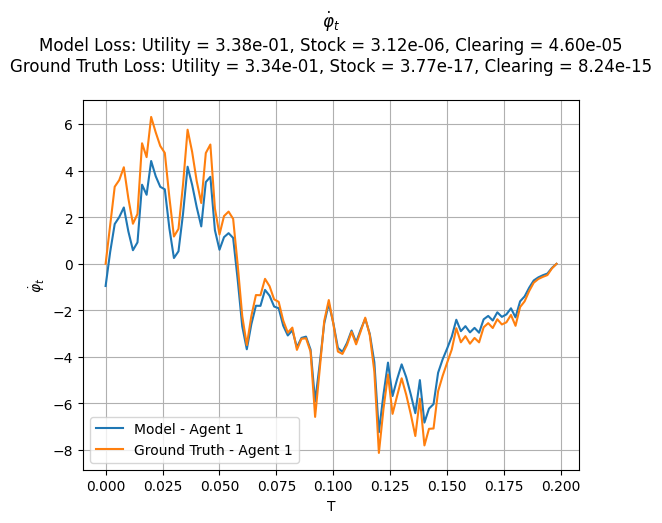 φ̇_t
Model Loss: Utility = 3.38e-01, Stock = 3.12e-06, Clearing = 4.60e-05
Ground Truth Loss: Utility = 3.34e-01, Stock = 3.77e-17, Clearing = 8.24e-15
6
4
2
0
−2
−4
−6
−8
φ̇_t
Model - Agent 1
Ground Truth - Agent 1
0.000 0.025 0.050 0.075 0.100 0.125 0.150 0.175 0.200
T